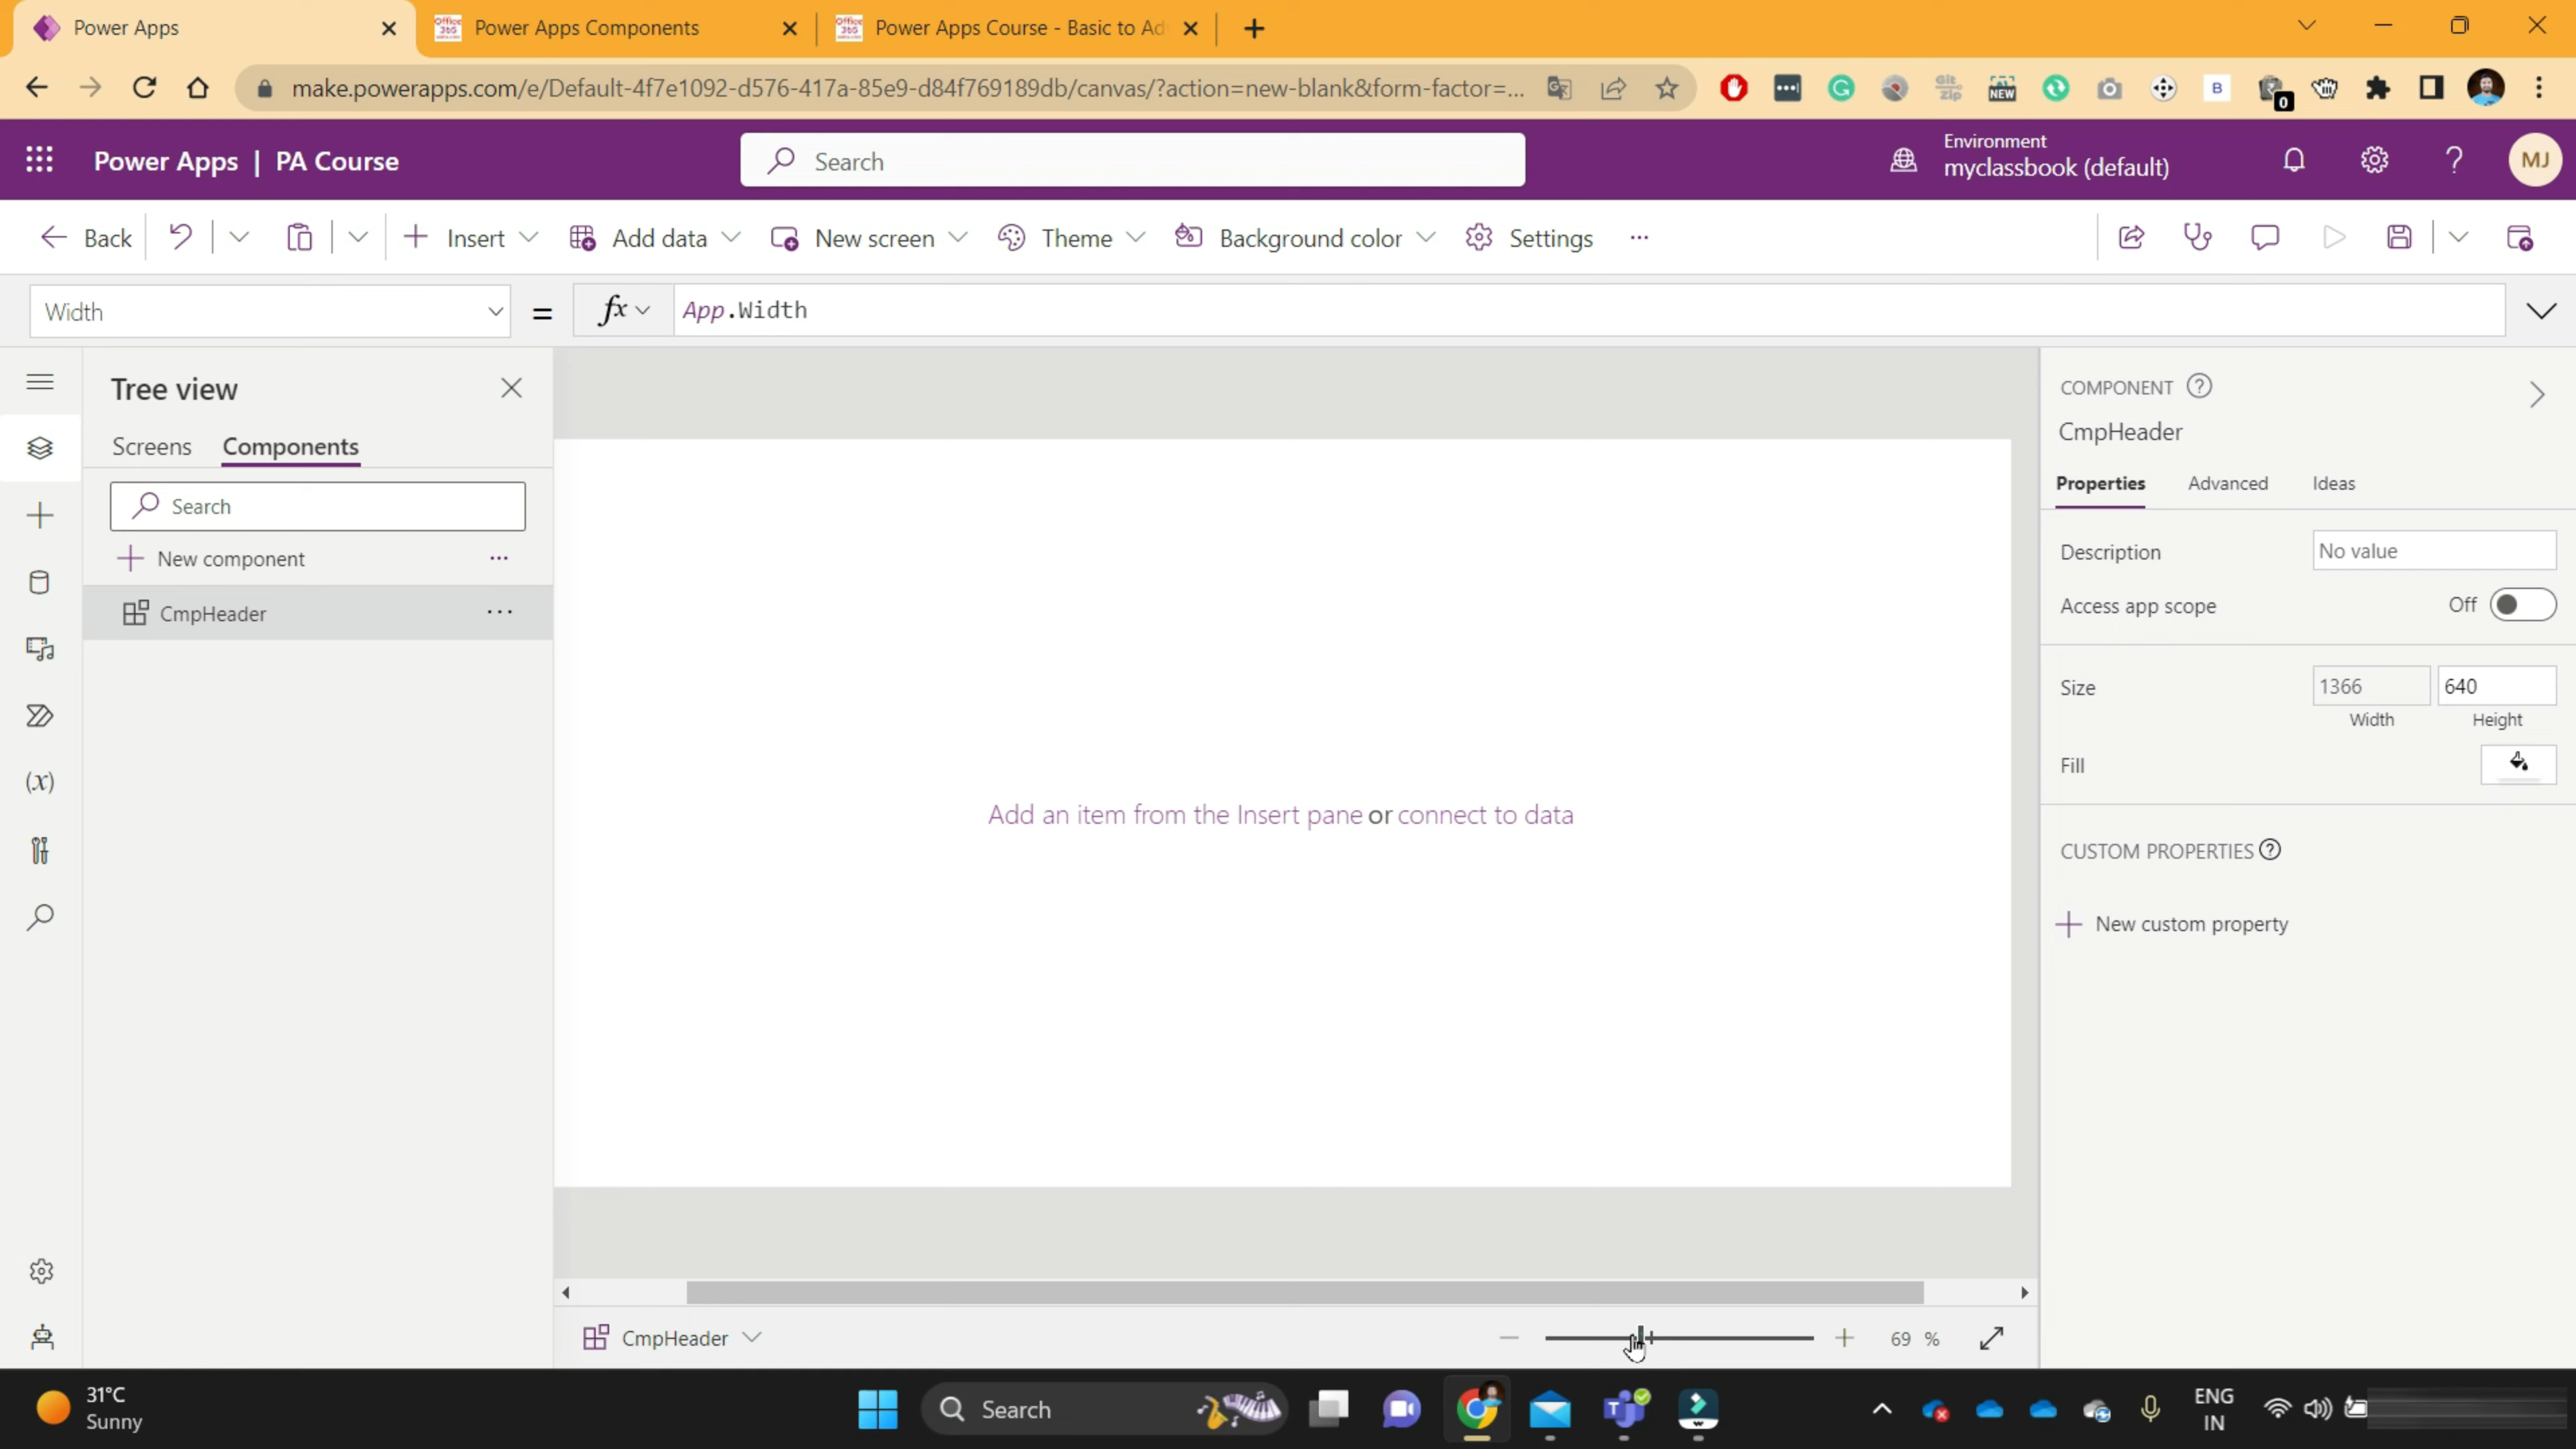 Power Apps
Power Apps Components
Power Apps Course - Basic to Ad
make.powerapps.com/e/Default-4f7e1092-d576-417a-85e9-d84f769189db/canvas/?action=new-blank&form-factor=...
NEW
B
0
Power Apps | PA Course
Search
Environment
myclassbook (default)
MJ
Back
Insert
Add data
New screen
Theme
Background color
Settings
Width
=
fx
App.Width
Tree view
Screens
Components
Search
New component
CmpHeader
Add an item from the Insert pane or connect to data
COMPONENT
CmpHeader
Properties
Advanced
Ideas
Description
No value
Access app scope
Off
Size
1366
640
Width
Height
Fill
CUSTOM PROPERTIES
New custom property
CmpHeader
69 %
31°C
Sunny
Search
ENG
IN